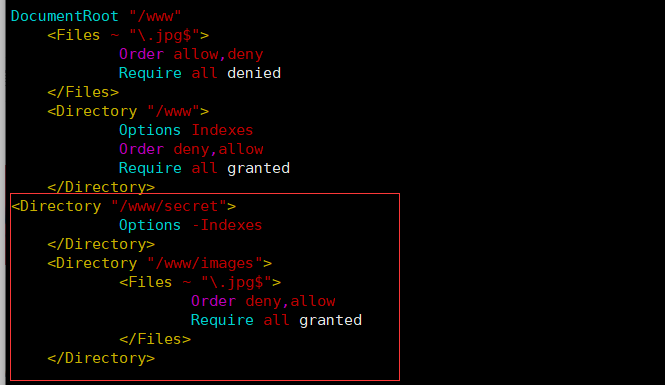 DocumentRoot "/www"
<Files ~ "\.jpg$">
Order allow,deny
Require all denied
</Files>
<Directory "/www">
Options Indexes
Order deny,allow
Require all granted
</Directory>
<Directory "/www/secret">
Options -Indexes
</Directory>
<Directory "/www/images">
<Files ~ "\.jpg$">
Order deny,allow
Require all granted
</Files>
</Directory>